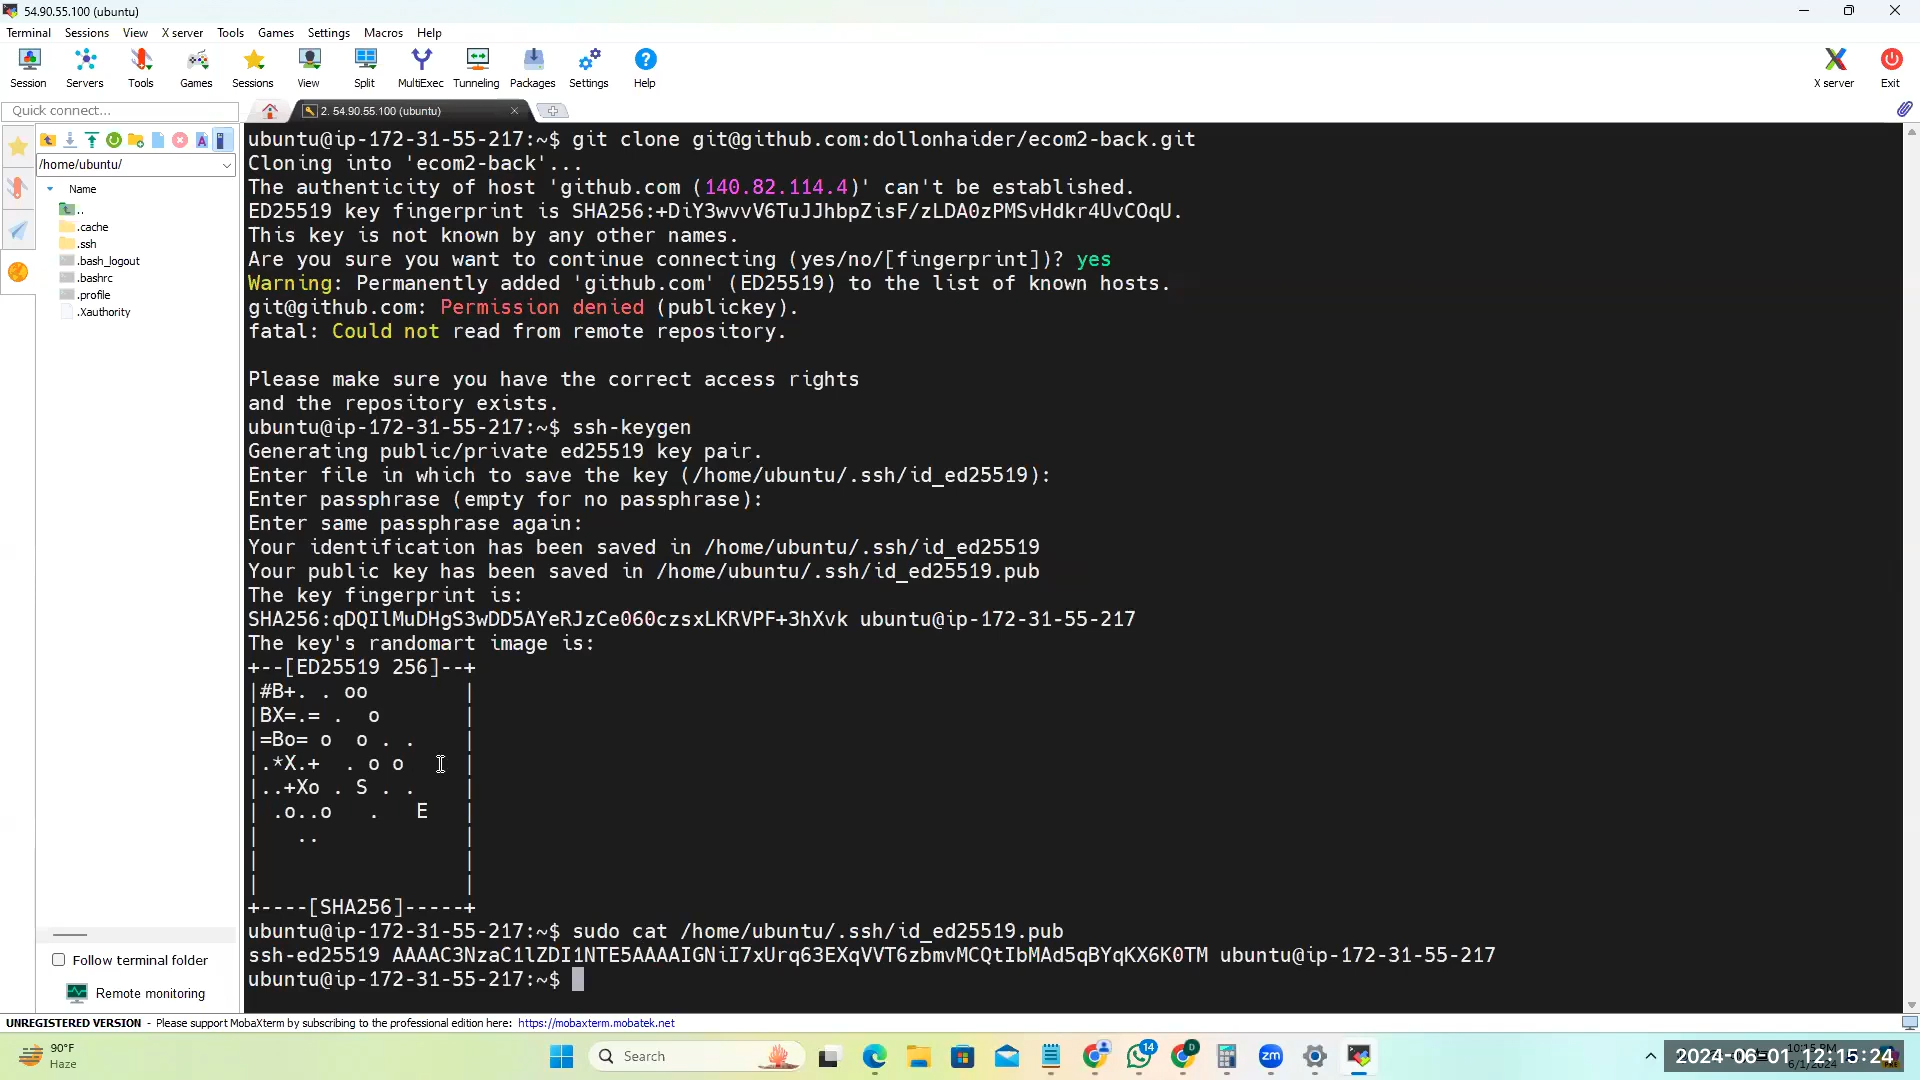 54.90.55.100 (ubuntu)
Terminal Sessions View X server Tools Games Settings Macros Help
Session Servers Tools Games Sessions View Split MultiExec Tunneling Packages Settings Help X server Exit
Quick connect...
2. 54.90.55.100 (ubuntu)
/home/ubuntu/
Name
..
.cache
.ssh
.bash_logout
.bashrc
.profile
.Xauthority
Follow terminal folder
Remote monitoring
ubuntu@ip-172-31-55-217:~$ git clone git@github.com:dollonhaider/ecom2-back.git
Cloning into 'ecom2-back'...
The authenticity of host 'github.com (140.82.114.4)' can't be established.
ED25519 key fingerprint is SHA256:+DiY3wvvV6TuJJhbpZisF/zLDA0zPMSvHdkr4UvCOqU.
This key is not known by any other names.
Are you sure you want to continue connecting (yes/no/[fingerprint])? yes
Warning: Permanently added 'github.com' (ED25519) to the list of known hosts.
git@github.com: Permission denied (publickey).
fatal: Could not read from remote repository.
Please make sure you have the correct access rights
and the repository exists.
ubuntu@ip-172-31-55-217:~$ ssh-keygen
Generating public/private ed25519 key pair.
Enter file in which to save the key (/home/ubuntu/.ssh/id_ed25519):
Enter passphrase (empty for no passphrase):
Enter same passphrase again:
Your identification has been saved in /home/ubuntu/.ssh/id_ed25519
Your public key has been saved in /home/ubuntu/.ssh/id_ed25519.pub
The key fingerprint is:
SHA256:qDQIlMuDHgS3wDD5AYeRJzCe060czsxLKRVPF+3hXvk ubuntu@ip-172-31-55-217
The key's randomart image is:
+--[ED25519 256]--+
|#B+. . oo        |
|BX=.= .  o       |
|=Bo= o  o . .    |
|.*X.+  . o o     |
|..+Xo . S . .    |
| .o..o   .   E   |
|   ..            |
|                 |
|                 |
+----[SHA256]-----+
ubuntu@ip-172-31-55-217:~$ sudo cat /home/ubuntu/.ssh/id_ed25519.pub
ssh-ed25519 AAAAC3NzaC1lZDI1NTE5AAAAIGNiI7xUrq63EXqVVT6zbmvMCQtIbMAd5qBYqKX6K0TM ubuntu@ip-172-31-55-217
ubuntu@ip-172-31-55-217:~$
UNREGISTERED VERSION - Please support MobaXterm by subscribing to the professional edition here: https://mobaxterm.mobatek.net
90°F
Haze
Search
14
zm
2024-06-01 12:15:24